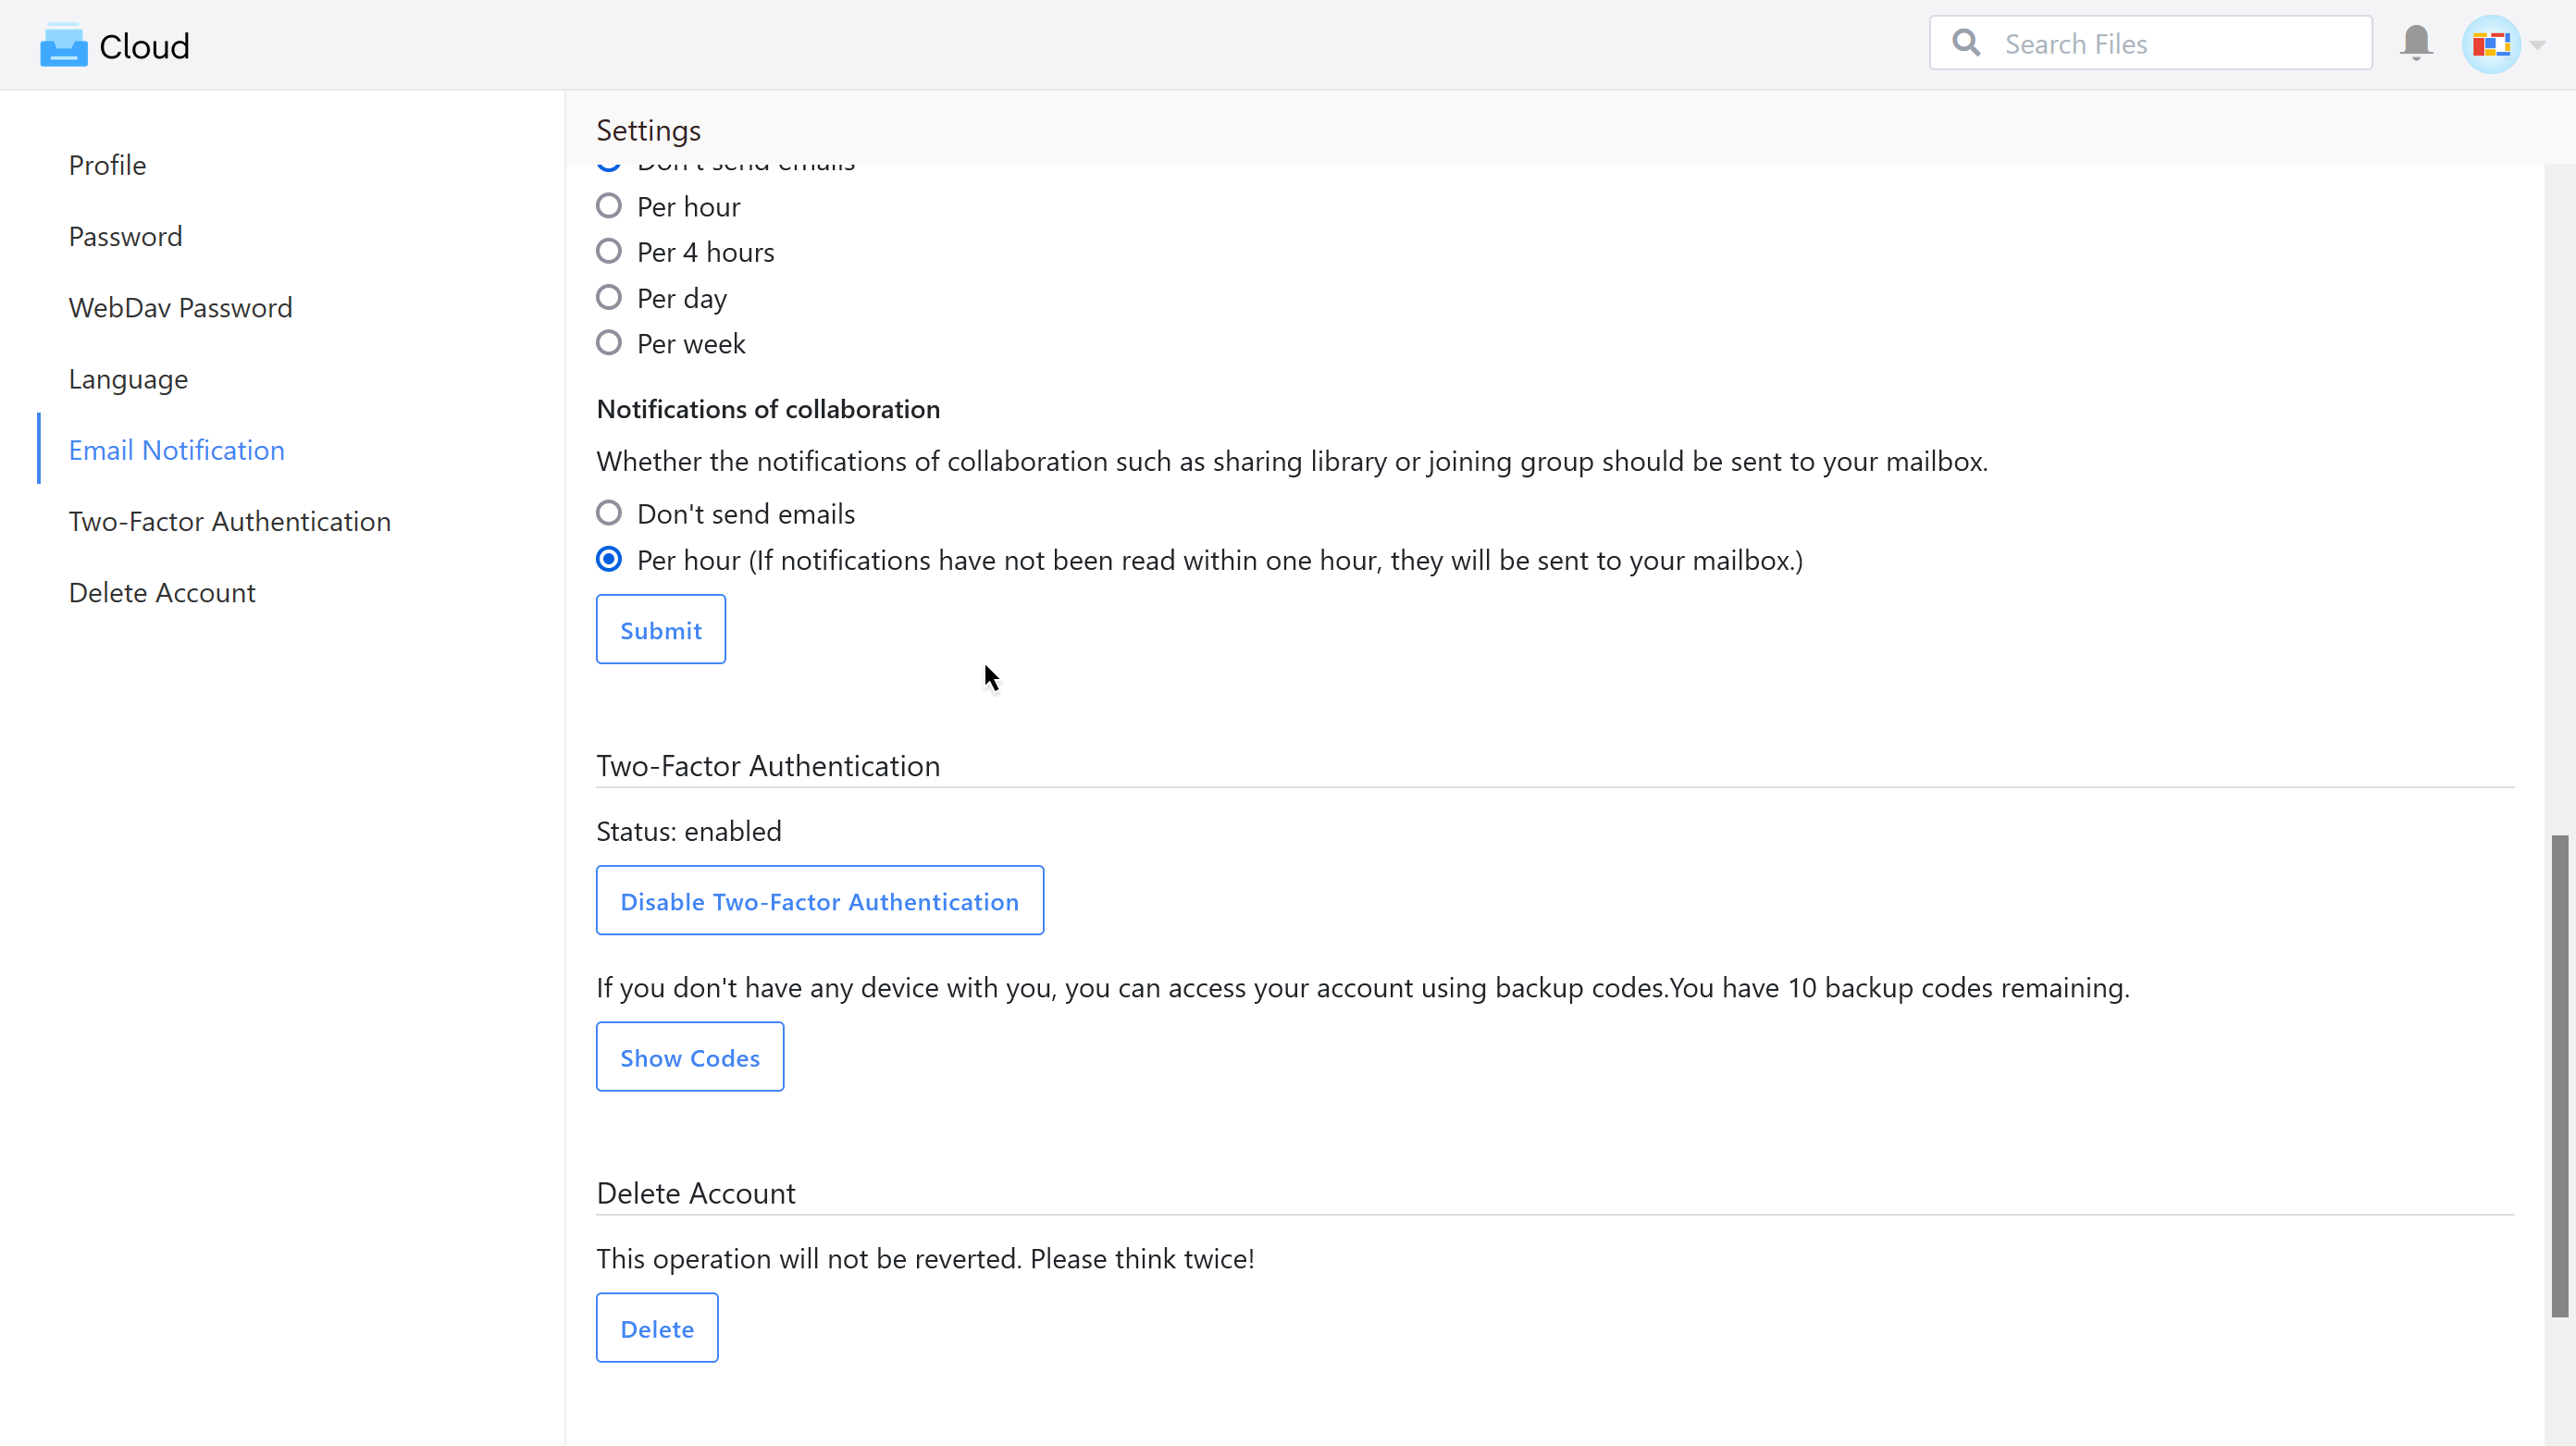 Cloud
Search Files
Profile
Password
WebDav Password
Language
Email Notification
Two-Factor Authentication
Delete Account
Settings
Don't send emails
Per hour
Per 4 hours
Per day
Per week
Notifications of collaboration
Whether the notifications of collaboration such as sharing library or joining group should be sent to your mailbox.
Don't send emails
Per hour (If notifications have not been read within one hour, they will be sent to your mailbox.)
Submit
Two-Factor Authentication
Status: enabled
Disable Two-Factor Authentication
If you don't have any device with you, you can access your account using backup codes.You have 10 backup codes remaining.
Show Codes
Delete Account
This operation will not be reverted. Please think twice!
Delete